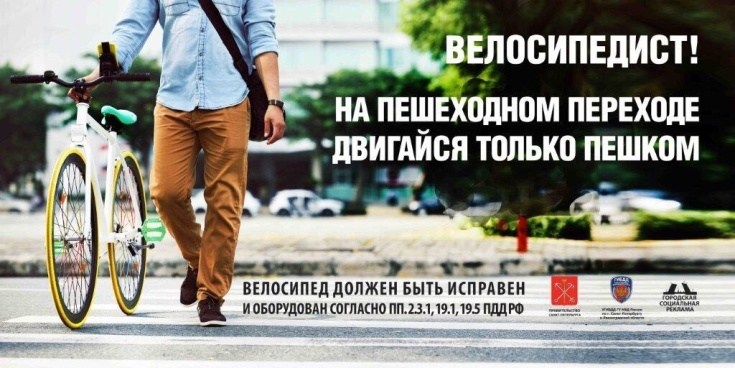 ВЕЛОСИПЕДИСТ!
НА ПЕШЕХОДНОМ ПЕРЕХОДЕ
ДВИГАЙСЯ ТОЛЬКО ПЕШКОМ
ВЕЛОСИПЕД ДОЛЖЕН БЫТЬ ИСПРАВЕН
И ОБОРУДОВАН СОГЛАСНО ПП.2.3.1, 19.1, 19.5 ПДД РФ
ПРАВИТЕЛЬСТВО
САНКТ-ПЕТЕРБУРГА
ГОРОДСКАЯ
СОЦИАЛЬНАЯ
РЕКЛАМА